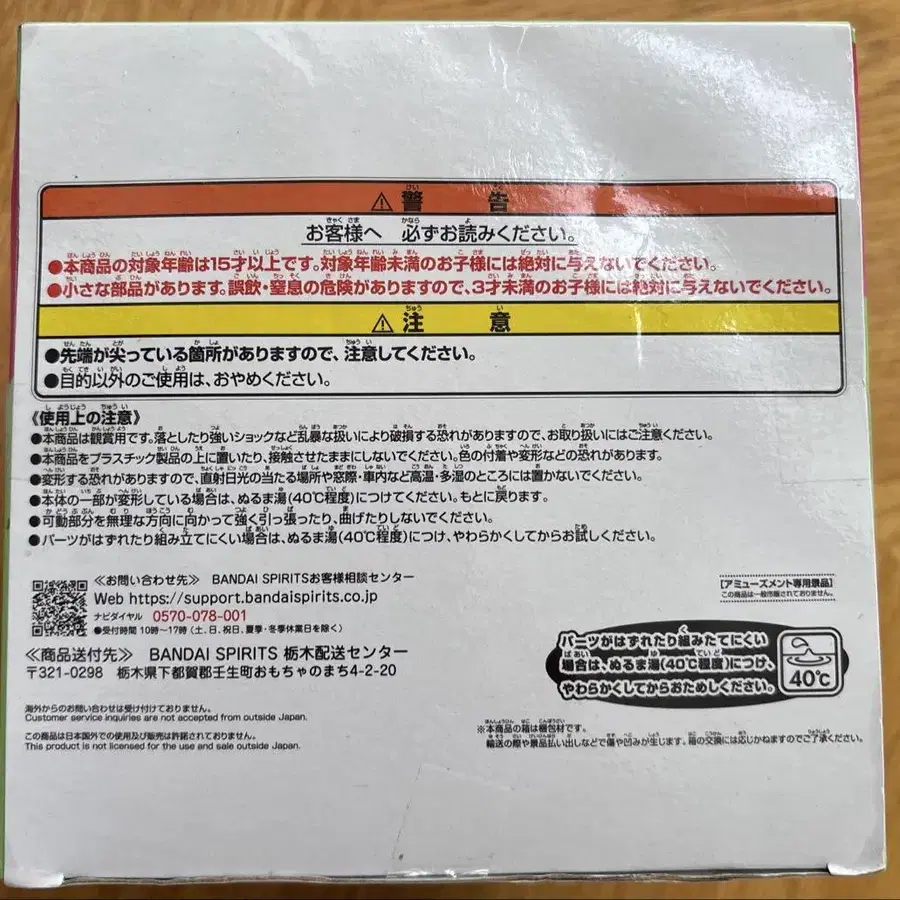 ⚠警告
お客様へ 必ずお読みください。
●本商品の対象年齢は15才以上です。対象年齢未満のお子様には絶対に与えないでください。
●小さな部品があります。誤飲・窒息の危険がありますので、3才未満のお子様には絶対に与えないでください。
⚠注意
●先端が尖っている箇所がありますので、注意してください。
●目的以外のご使用は、おやめください。
《使用上の注意》
●本商品は観賞用です。落としたり強いショックなど乱暴な扱いにより破損する恐れがありますので、お取り扱いにはご注意ください。
●本商品をプラスチック製品の上に置いたり、接触させたままにしないでください。色の付着や変形などの恐れがあります。
●変形する恐れがありますので、直射日光の当たる場所や窓際・車内など高温・多湿のところには置かないでください。
●本体の一部が変形している場合は、ぬるま湯(40℃程度)につけてください。もとに戻ります。
●可動部分を無理な方向に向かって強く引っ張ったり、曲げたりしないでください。
●パーツがはずれたり組み立てにくい場合は、ぬるま湯(40℃程度)につけ、やわらかくしてからお試しください。
≪お問い合わせ先≫ BANDAI SPIRITSお客様相談センター
Web https://support.bandaispirits.co.jp
ナビダイヤル 0570-078-001
●受付時間 10時〜17時(土、日、祝日、夏季・冬季休業日を除く)
≪商品送付先≫ BANDAI SPIRITS 栃木配送センター
〒321-0298 栃木県下都賀郡壬生町おもちゃのまち4-2-20
海外からのお問い合わせは受け付けておりません。
Customer service inquiries are not accepted from outside Japan.
この商品は日本国外での使用及び販売は許諾されておりません。
This product is not licensed for the use and sale outside Japan.
[アミューズメント専用景品]
この商品は一般市販されておりません。
パーツがはずれたり組みたてにくい
場合は、ぬるま湯(40℃程度)につけ、
やわらかくしてからおためしください。
40℃
※本商品の箱は梱包材です。
輸送の際や景品払い出しなどで傷や凹みが生じます。箱の交換には応じかねますのでご了承ください。